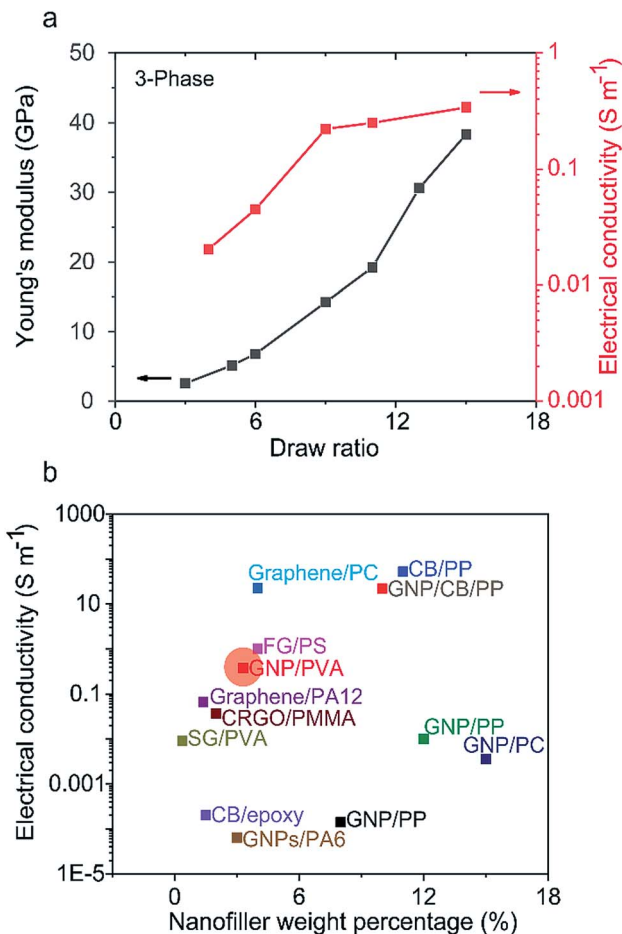 a
3-Phase
Young's modulus (GPa)
50
40
30
20
10
0
0
6
12
18
Draw ratio
1
0.1
0.01
0.001
Electrical conductivity (S m⁻¹)
b
Electrical conductivity (S m⁻¹)
1000
10
0.1
0.001
1E-5
Graphene/PC
CB/PP
GNP/CB/PP
FG/PS
GNP/PVA
Graphene/PA12
CRGO/PMMA
SG/PVA
GNP/PP
GNP/PC
CB/epoxy
GNP/PP
GNPs/PA6
0
6
12
18
Nanofiller weight percentage (%)